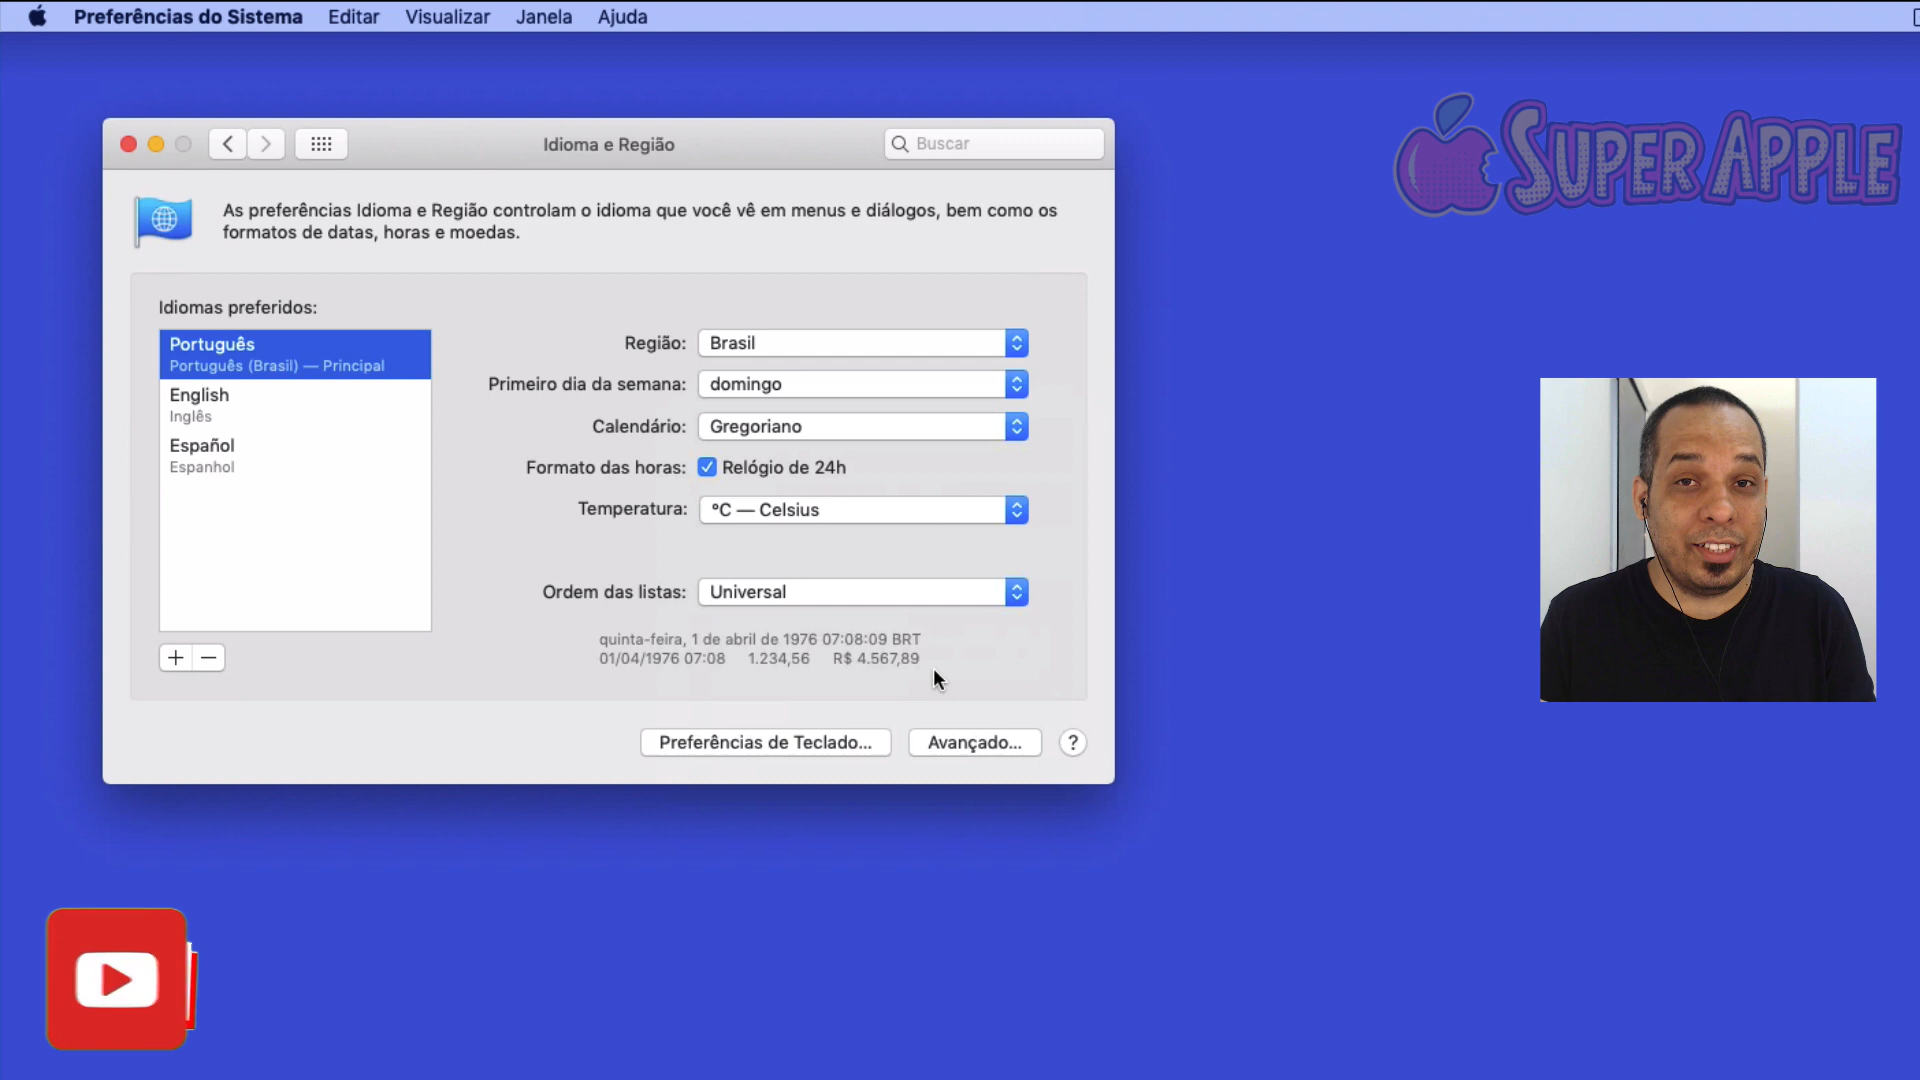 Preferências do Sistema Editar Visualizar Janela Ajuda
SUPER APPLE
Idioma e Região
Buscar
As preferências Idioma e Região controlam o idioma que você vê em menus e diálogos, bem como os
formatos de datas, horas e moedas.
Idiomas preferidos:
Português
Português (Brasil) — Principal
English
Inglês
Español
Espanhol
Região: Brasil
Primeiro dia da semana: domingo
Calendário: Gregoriano
Formato das horas: Relógio de 24h
Temperatura: °C — Celsius
Ordem das listas: Universal
quinta-feira, 1 de abril de 1976 07:08:09 BRT
01/04/1976 07:08 1.234,56 R$ 4.567,89
Preferências de Teclado... Avançado... ?